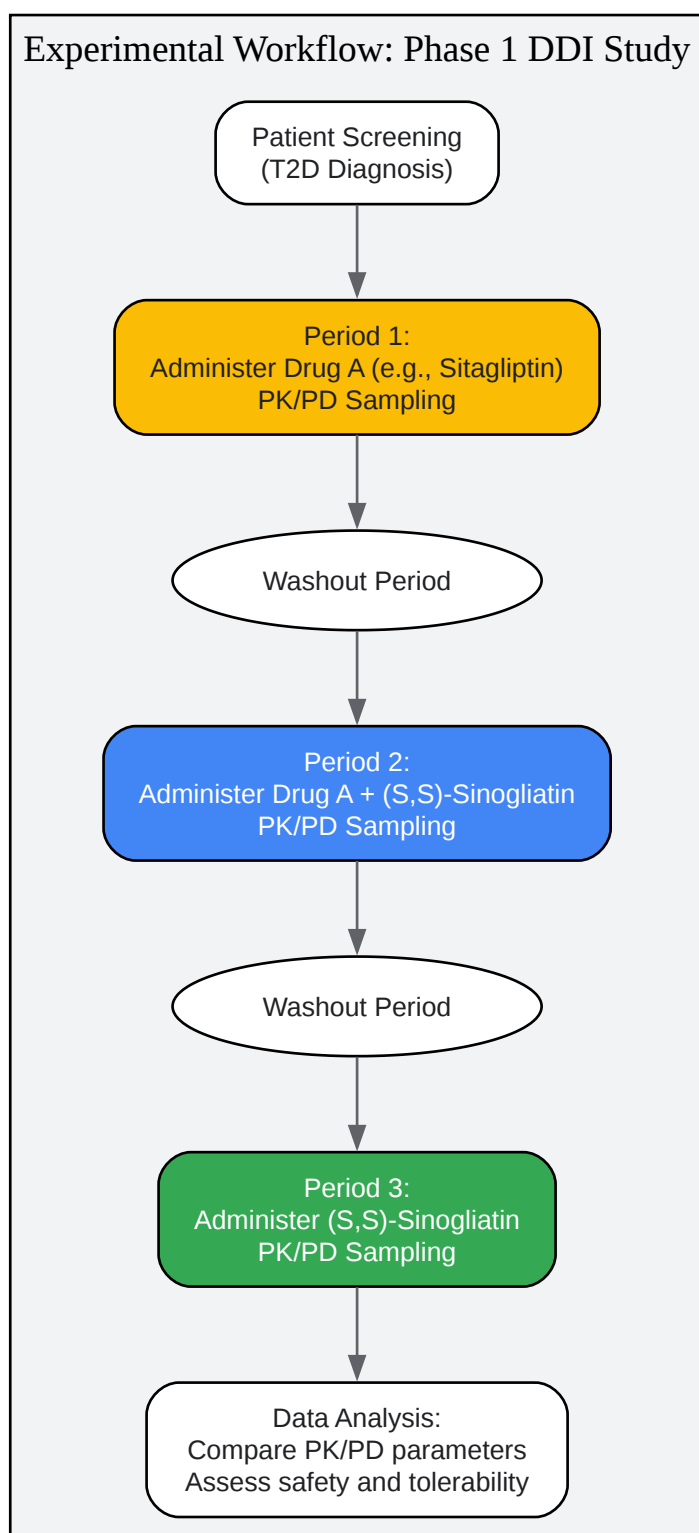 Experimental Workflow: Phase 1 DDI Study
Patient Screening
(T2D Diagnosis)
Period 1:
Administer Drug A (e.g., Sitagliptin)
PK/PD Sampling
Washout Period
Period 2:
Administer Drug A + (S,S)-Sinogliatin
PK/PD Sampling
Washout Period
Period 3:
Administer (S,S)-Sinogliatin
PK/PD Sampling
Data Analysis:
Compare PK/PD parameters
Assess safety and tolerability